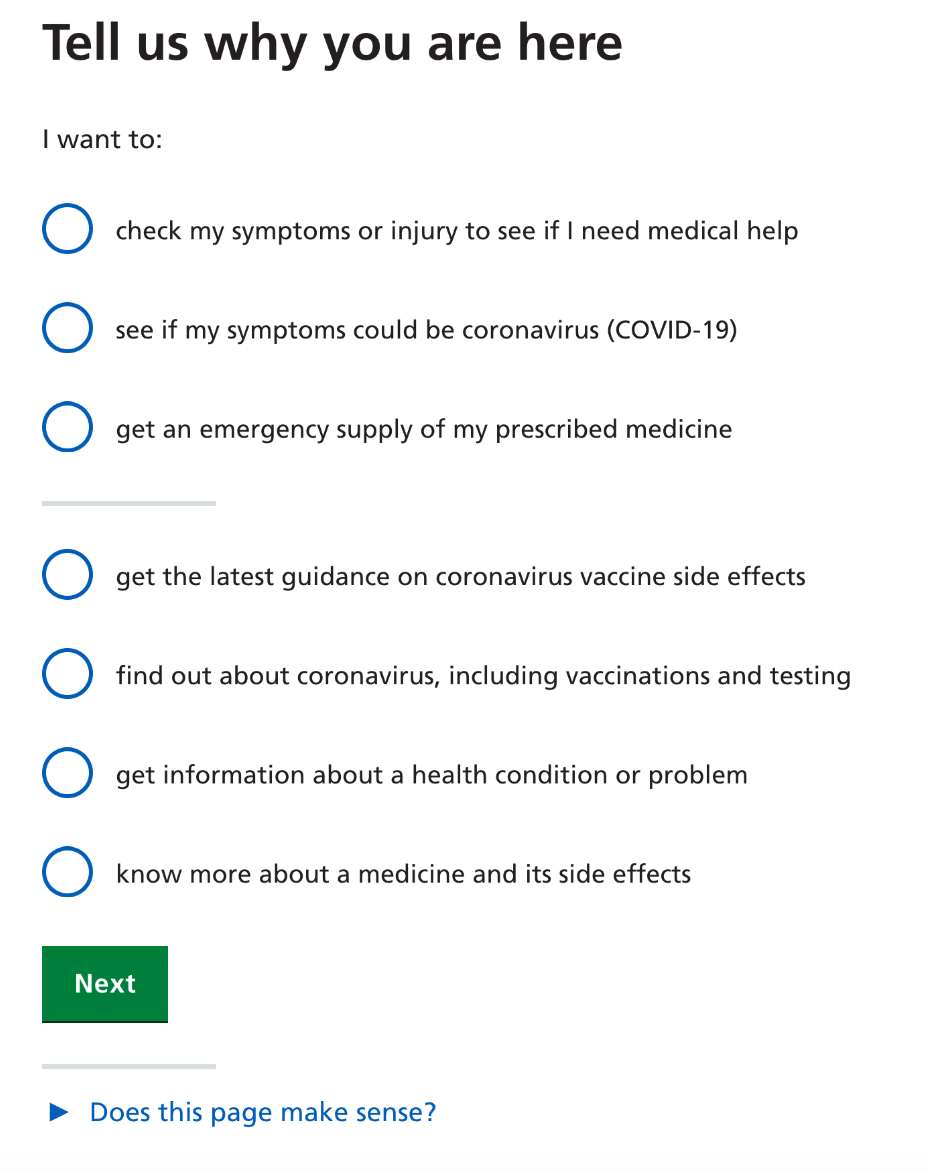 Tell us why you are here
I want to:
check my symptoms or injury to see if I need medical help
see if my symptoms could be coronavirus (COVID-19)
get an emergency supply of my prescribed medicine
get the latest guidance on coronavirus vaccine side effects
find out about coronavirus, including vaccinations and testing
get information about a health condition or problem
know more about a medicine and its side effects
Next
Does this page make sense?